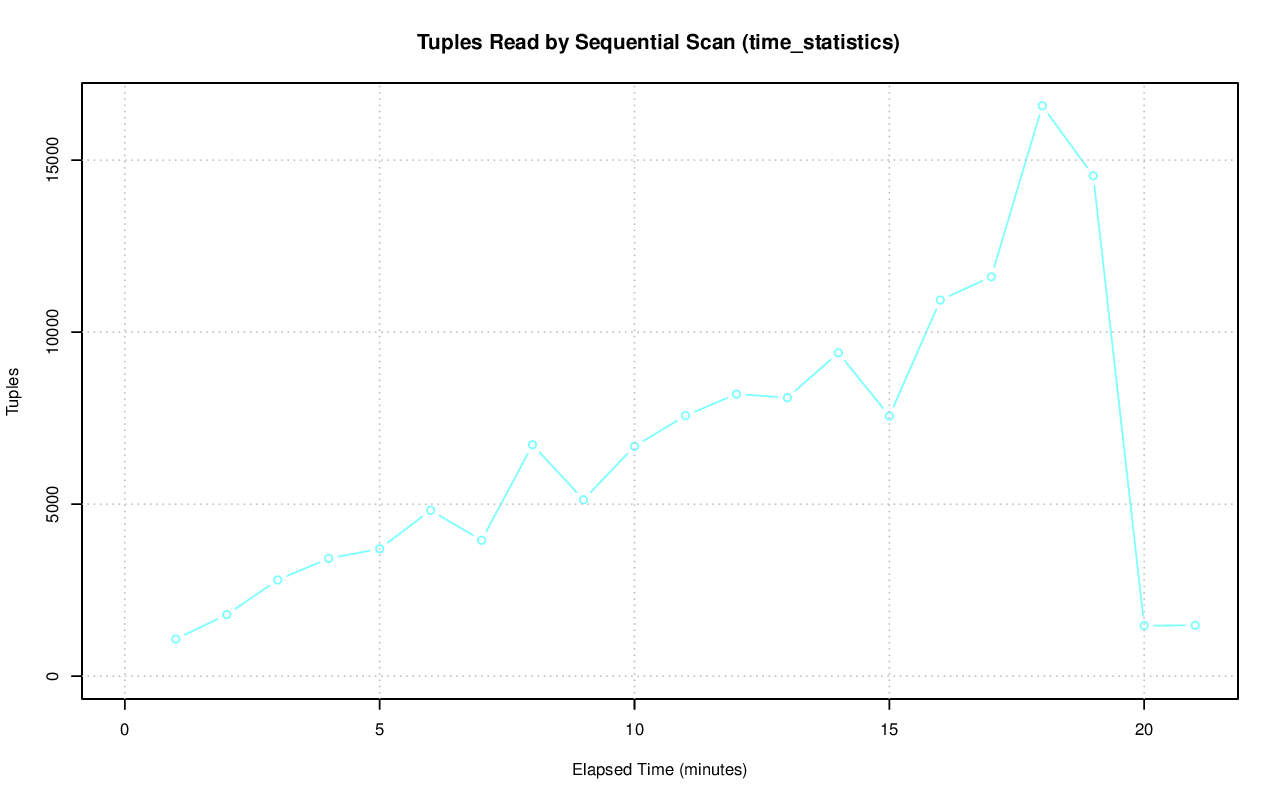 Tuples Read by Sequential Scan (time_statistics)
Tuples
15000
10000
5000
0
0 5 10 15 20
Elapsed Time (minutes)